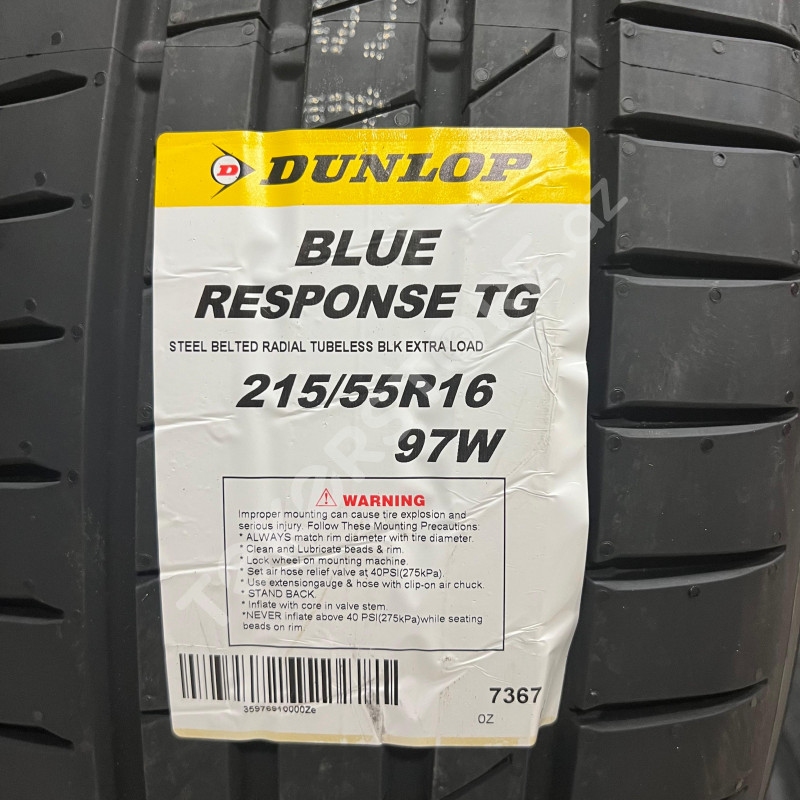 D DUNLOP
BLUE
RESPONSE TG
STEEL BELTED RADIAL TUBELESS BLK EXTRA LOAD
215/55R16
97W
⚠ WARNING
Improper mounting can cause tire explosion and
serious injury. Follow These Mounting Precautions:
* ALWAYS match rim diameter with tire diameter.
* Clean and Lubricate beads & rim.
* Lock wheel on mounting machine.
* Set air hose relief valve at 40PSI(275kPa).
* Use extensiongauge & hose with clip-on air chuck.
* STAND BACK.
* Inflate with core in valve stem.
*NEVER inflate above 40 PSI(275kPa)while seating
beads on rim.
35976910000Ze
7367
OZ